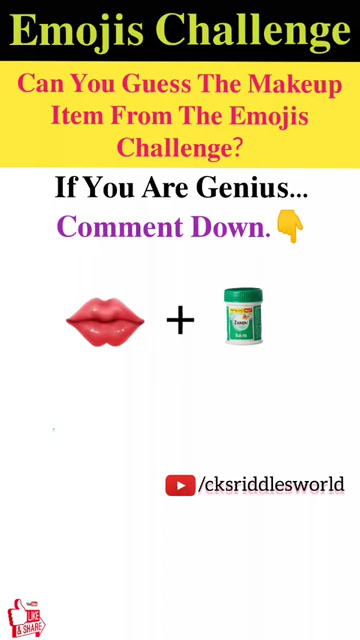 Emojis Challenge
Can You Guess The Makeup
Item From The Emojis
Challenge?
If You Are Genius...
Comment Down.
+
/cksriddlesworld
LIKE
& SHARE